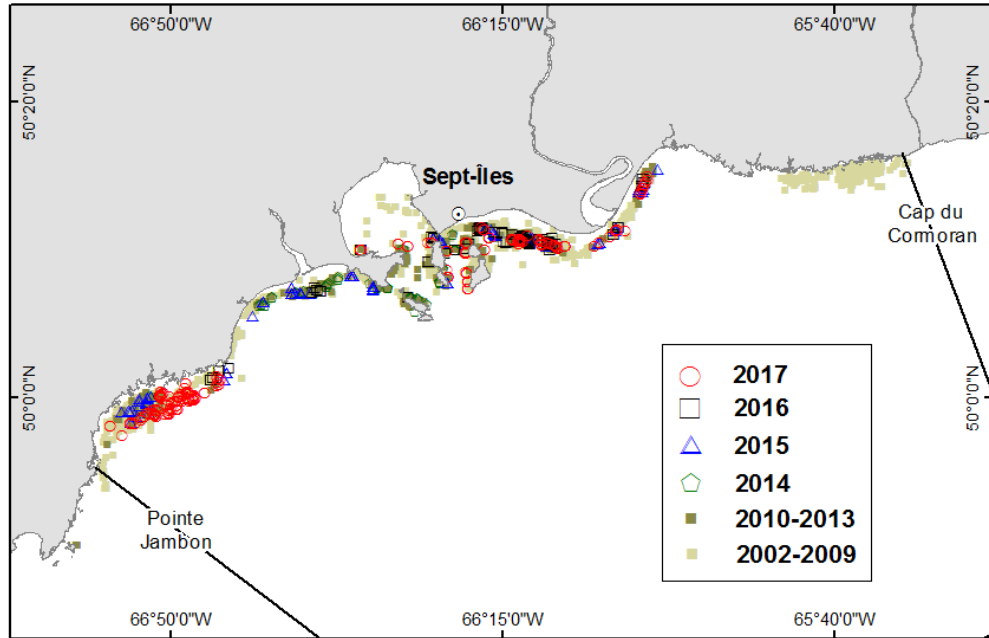 66°50'0"W
66°15'0"W
65°40'0"W
50°20'0"N
50°20'0"N
Sept-Îles
Cap du
Cormoran
50°0'0"N
50°0'0"N
2017
2016
2015
2014
2010-2013
2002-2009
Pointe
Jambon
66°50'0"W
66°15'0"W
65°40'0"W